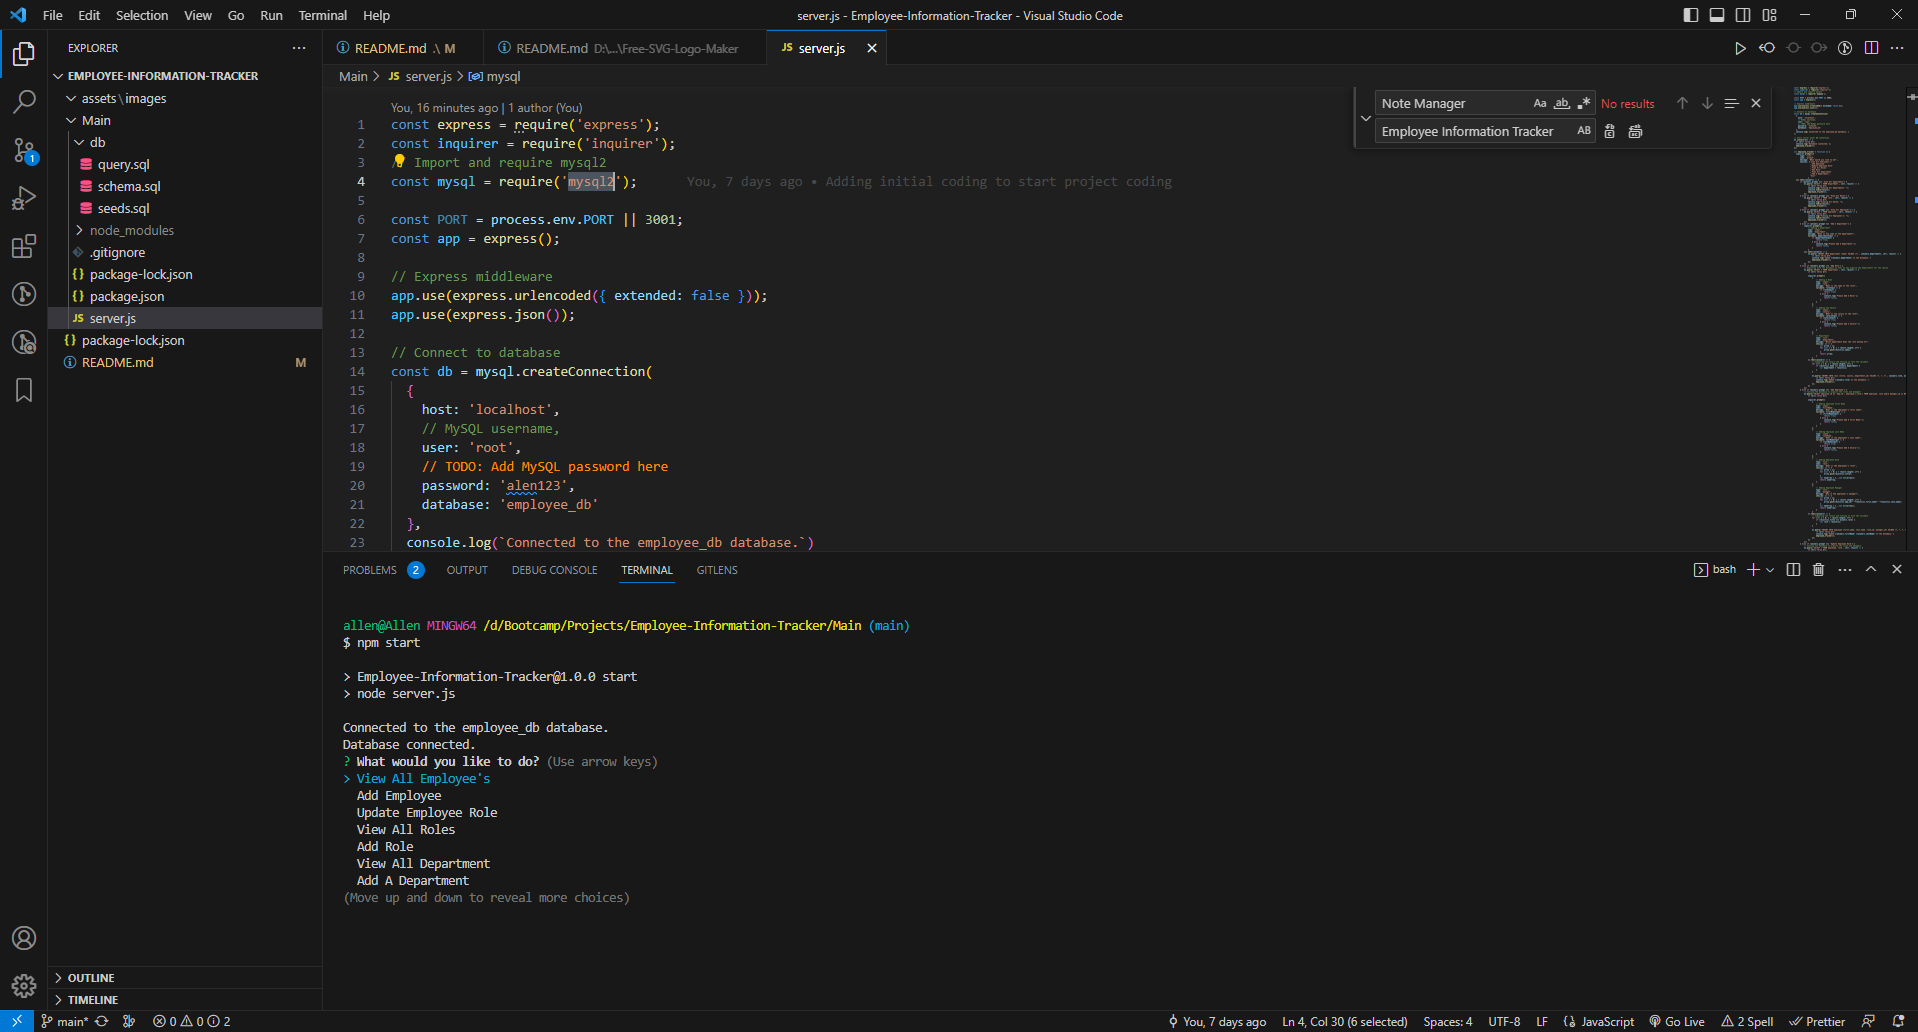 File Edit Selection View Go Run Terminal Help
server.js - Employee-Information-Tracker - Visual Studio Code
EXPLORER
EMPLOYEE-INFORMATION-TRACKER
assets\images
Main
db
query.sql
schema.sql
seeds.sql
node_modules
.gitignore
{} package-lock.json
{} package.json
JS server.js
{} package-lock.json
README.md M
OUTLINE
TIMELINE
1
README.md .\ M
README.md D:\...\Free-SVG-Logo-Maker
JS server.js
Main > JS server.js > mysql
Note Manager Aa ab No results
Employee Information Tracker AB
You, 16 minutes ago | 1 author (You)
1 const express = require('express');
2 const inquirer = require('inquirer');
3 Import and require mysql2
4 const mysql = require('mysql2'); You, 7 days ago • Adding initial coding to start project coding
5
6 const PORT = process.env.PORT || 3001;
7 const app = express();
8
9 // Express middleware
10 app.use(express.urlencoded({ extended: false }));
11 app.use(express.json());
12
13 // Connect to database
14 const db = mysql.createConnection(
15 {
16 host: 'localhost',
17 // MySQL username,
18 user: 'root',
19 // TODO: Add MySQL password here
20 password: 'alen123',
21 database: 'employee_db'
22 },
23 console.log(`Connected to the employee_db database.`)
PROBLEMS 2 OUTPUT DEBUG CONSOLE TERMINAL GITLENS
bash
allen@Allen MINGW64 /d/Bootcamp/Projects/Employee-Information-Tracker/Main (main)
$ npm start
> Employee-Information-Tracker@1.0.0 start
> node server.js
Connected to the employee_db database.
Database connected.
? What would you like to do? (Use arrow keys)
> View All Employee's
Add Employee
Update Employee Role
View All Roles
Add Role
View All Department
Add A Department
(Move up and down to reveal more choices)
main* 0 0 2
You, 7 days ago Ln 4, Col 30 (6 selected) Spaces: 4 UTF-8 LF {} JavaScript Go Live 2 Spell Prettier